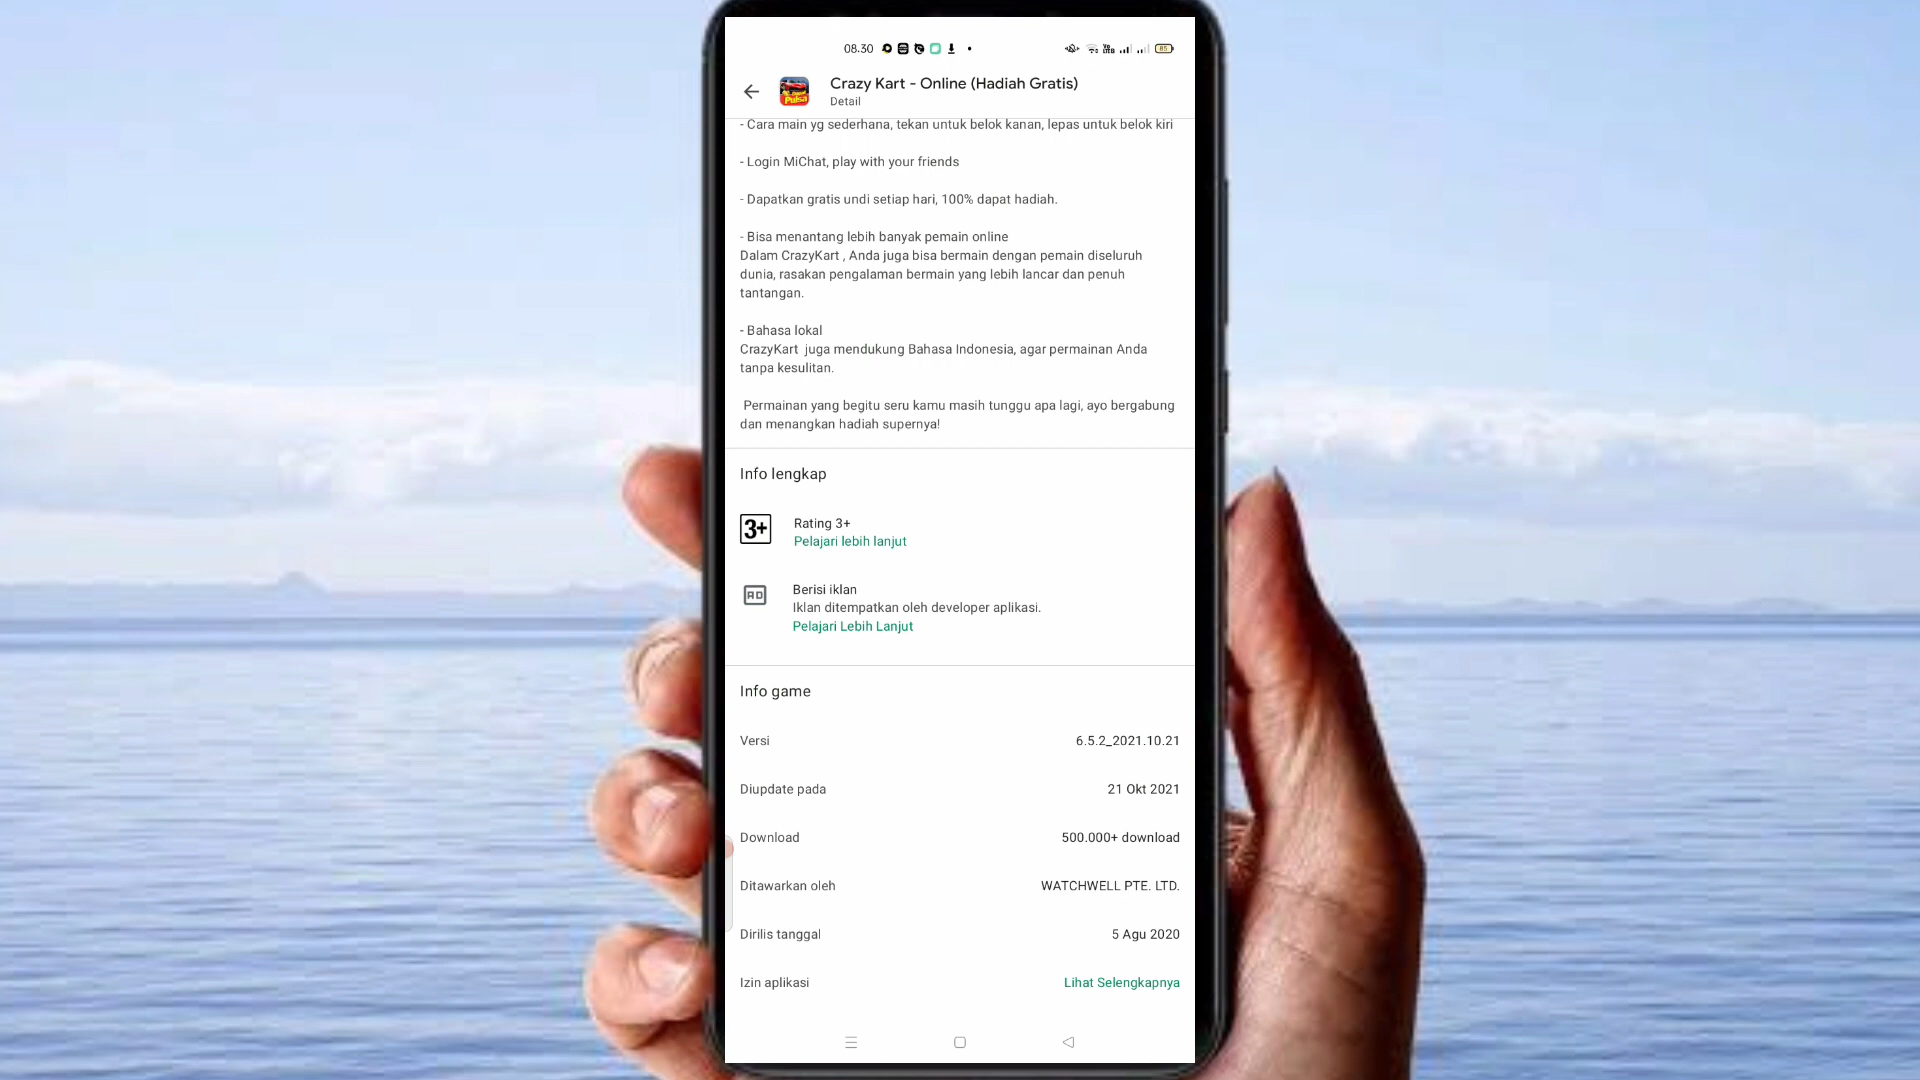 08.30
85
Pulsa
Crazy Kart - Online (Hadiah Gratis)
Detail
- Cara main yg sederhana, tekan untuk belok kanan, lepas untuk belok kiri
- Login MiChat, play with your friends
- Dapatkan gratis undi setiap hari, 100% dapat hadiah.
- Bisa menantang lebih banyak pemain online
Dalam CrazyKart , Anda juga bisa bermain dengan pemain diseluruh
dunia, rasakan pengalaman bermain yang lebih lancar dan penuh
tantangan.
- Bahasa lokal
CrazyKart  juga mendukung Bahasa Indonesia, agar permainan Anda
tanpa kesulitan.
Permainan yang begitu seru kamu masih tunggu apa lagi, ayo bergabung
dan menangkan hadiah supernya!
Info lengkap
3+
Rating 3+
Pelajari lebih lanjut
AD
Berisi iklan
Iklan ditempatkan oleh developer aplikasi.
Pelajari Lebih Lanjut
Info game
Versi 6.5.2_2021.10.21
Diupdate pada 21 Okt 2021
Download 500.000+ download
Ditawarkan oleh WATCHWELL PTE. LTD.
Dirilis tanggal 5 Agu 2020
Izin aplikasi Lihat Selengkapnya